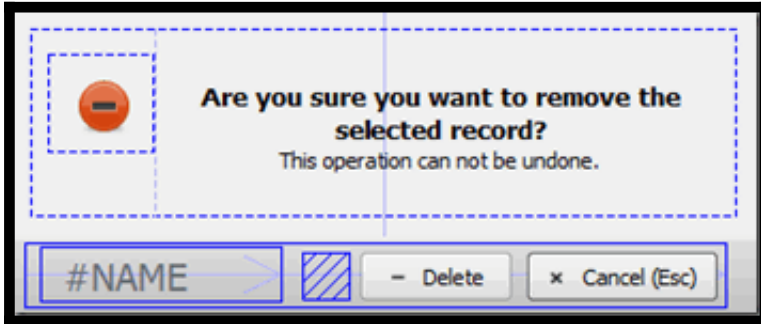 Are you sure you want to remove the
selected record?
This operation can not be undone.
#NAME
− Delete
× Cancel (Esc)